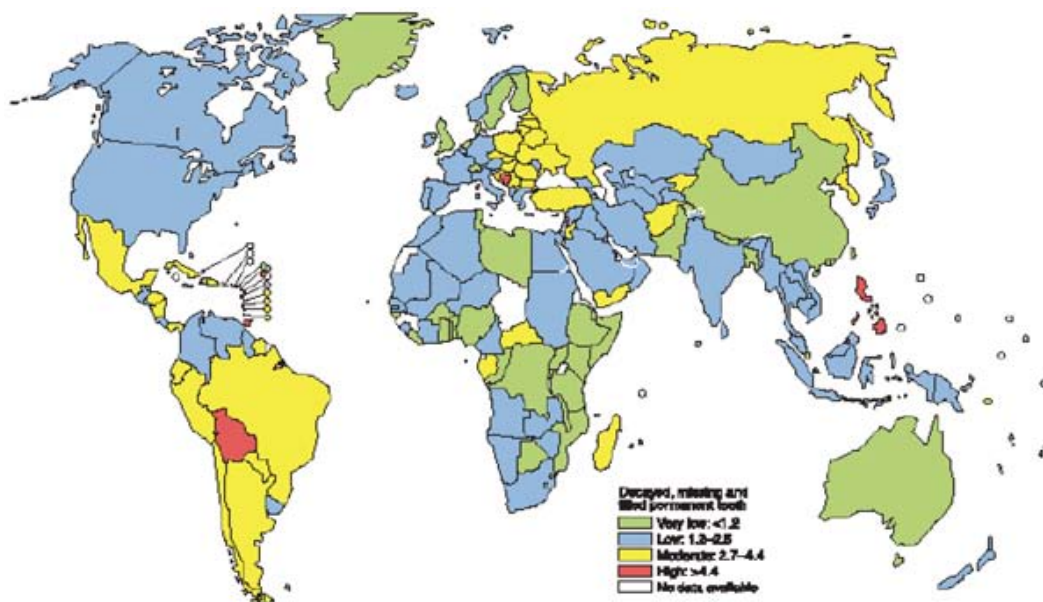 Decayed, missing and
filled permanent teeth
Very low: <1.2
Low: 1.2–2.6
Moderate: 2.7–4.4
High: >4.4
No data available